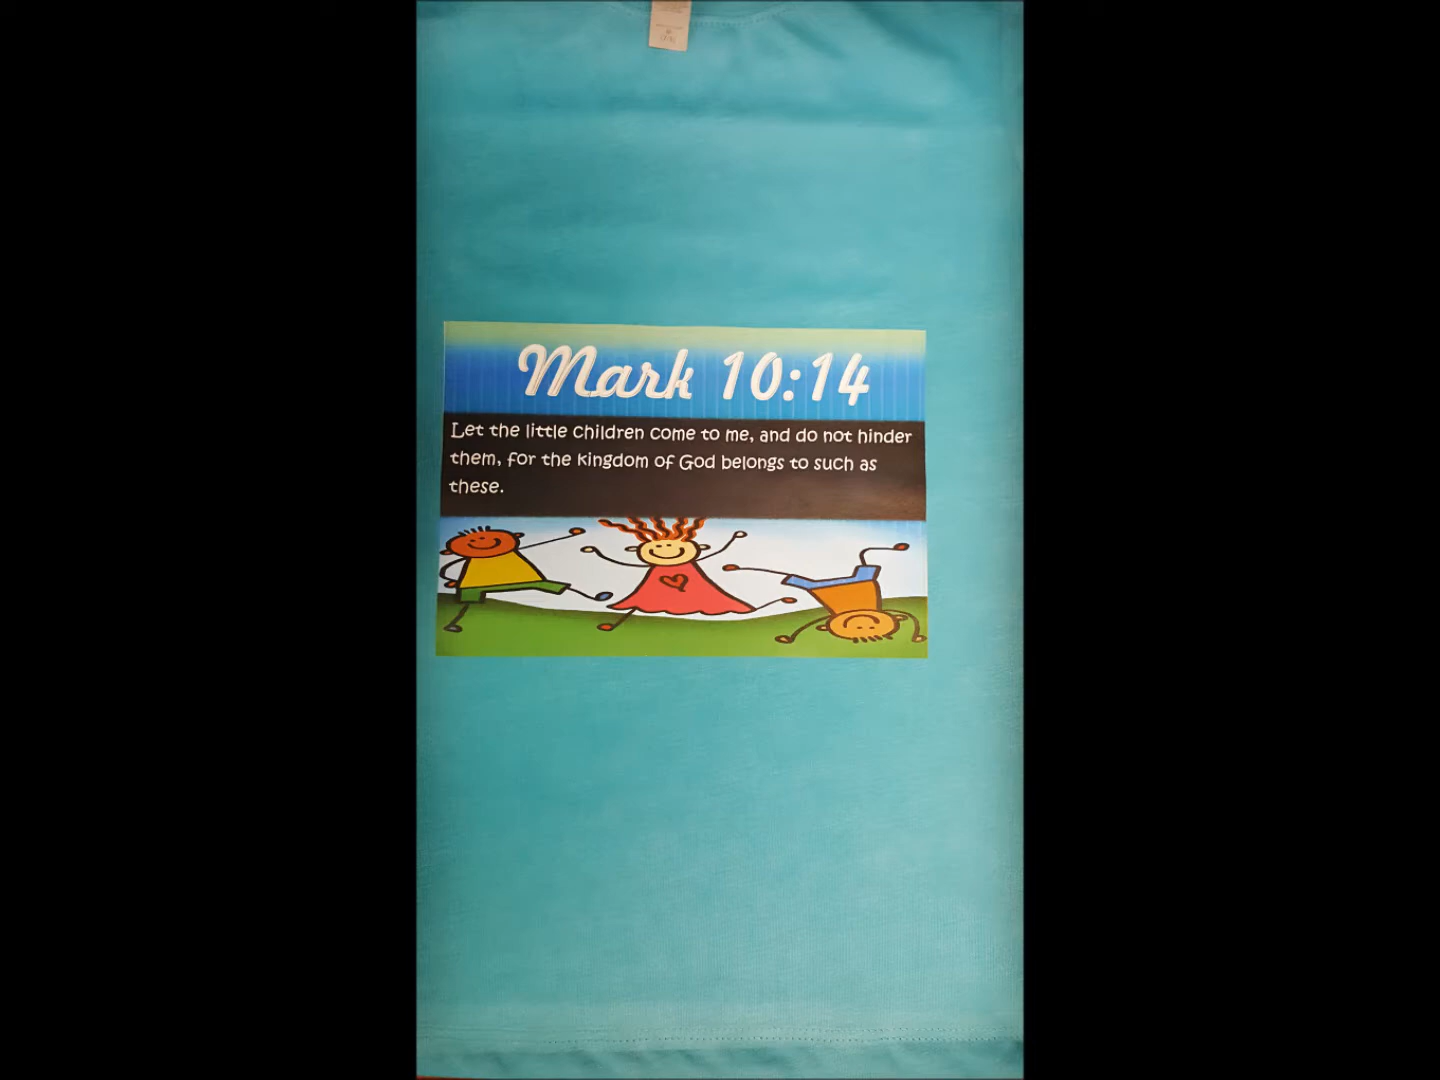 Mark 10:14
Let the little children come to me, and do not hinder
them, for the kingdom of God belongs to such as
these.